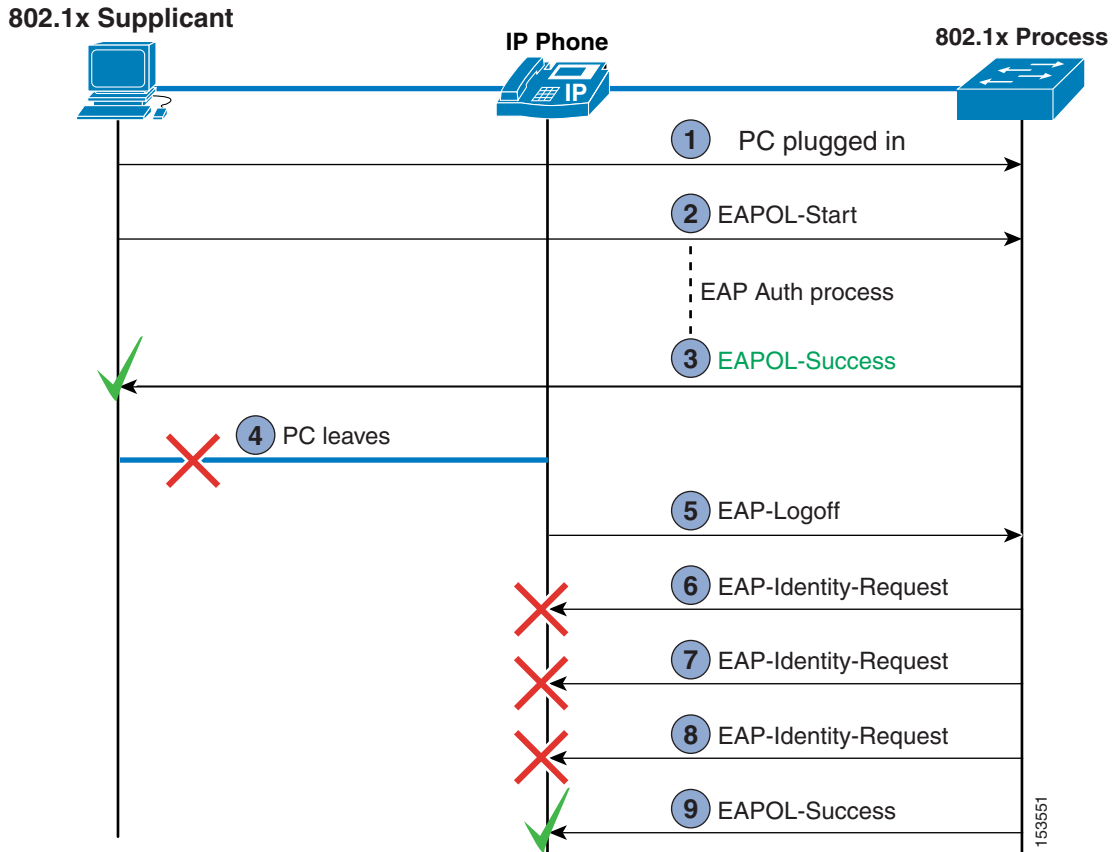 802.1x Supplicant
IP Phone
802.1x Process
IP
1 PC plugged in
2 EAPOL-Start
EAP Auth process
3 EAPOL-Success
4 PC leaves
5 EAP-Logoff
6 EAP-Identity-Request
7 EAP-Identity-Request
8 EAP-Identity-Request
9 EAPOL-Success
153551